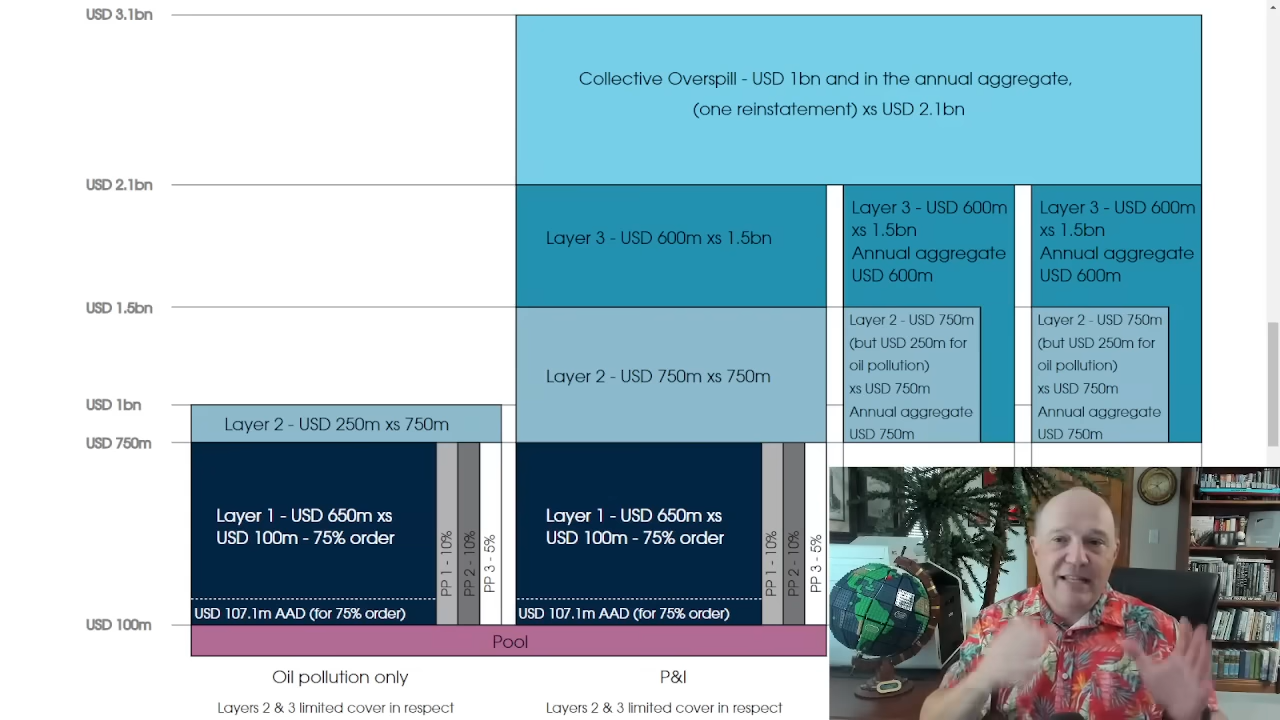 USD 3.1bn
Collective Overspill - USD 1bn and in the annual aggregate,
(one reinstatement) xs USD 2.1bn
USD 2.1bn
Layer 3 - USD 600m xs 1.5bn
Layer 3 - USD 600m
xs 1.5bn
Annual aggregate
USD 600m
Layer 3 - USD 600m
xs 1.5bn
Annual aggregate
USD 600m
USD 1.5bn
Layer 2 - USD 750m xs 750m
Layer 2 - USD 750m
(but USD 250m for
oil pollution)
xs USD 750m
Annual aggregate
USD 750m
Layer 2 - USD 750m
(but USD 250m for
oil pollution)
xs USD 750m
Annual aggregate
USD 750m
USD 1bn
Layer 2 - USD 250m xs 750m
USD 750m
Layer 1 - USD 650m xs
USD 100m - 75% order
PP 1 - 10%
PP 2 - 10%
PP 3 - 5%
USD 107.1m AAD (for 75% order)
Layer 1 - USD 650m xs
USD 100m - 75% order
PP 1 - 10%
PP 2 - 10%
PP 3 - 5%
USD 107.1m AAD (for 75% order)
USD 100m
Pool
Oil pollution only
Layers 2 & 3 limited cover in respect
P&I
Layers 2 & 3 limited cover in respect